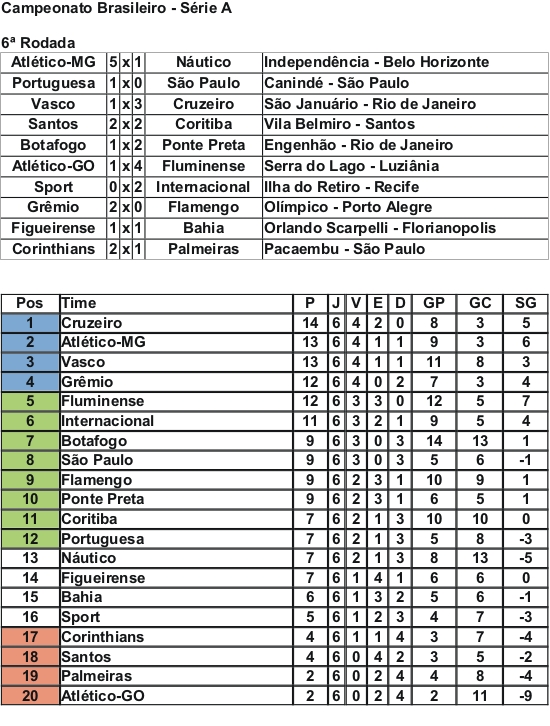 Campeonato Brasileiro - Série A
6ª Rodada
Atlético-MG 5 x 1 Náutico Independência - Belo Horizonte
Portuguesa 1 x 0 São Paulo Canindé - São Paulo
Vasco 1 x 3 Cruzeiro São Januário - Rio de Janeiro
Santos 2 x 2 Coritiba Vila Belmiro - Santos
Botafogo 1 x 2 Ponte Preta Engenhão - Rio de Janeiro
Atlético-GO 1 x 4 Fluminense Serra do Lago - Luziânia
Sport 0 x 2 Internacional Ilha do Retiro - Recife
Grêmio 2 x 0 Flamengo Olímpico - Porto Alegre
Figueirense 1 x 1 Bahia Orlando Scarpelli - Florianopolis
Corinthians 2 x 1 Palmeiras Pacaembu - São Paulo
Pos Time P J V E D GP GC SG
1 Cruzeiro 14 6 4 2 0 8 3 5
2 Atlético-MG 13 6 4 1 1 9 3 6
3 Vasco 13 6 4 1 1 11 8 3
4 Grêmio 12 6 4 0 2 7 3 4
5 Fluminense 12 6 3 3 0 12 5 7
6 Internacional 11 6 3 2 1 9 5 4
7 Botafogo 9 6 3 0 3 14 13 1
8 São Paulo 9 6 3 0 3 5 6 -1
9 Flamengo 9 6 2 3 1 10 9 1
10 Ponte Preta 9 6 2 3 1 6 5 1
11 Coritiba 7 6 2 1 3 10 10 0
12 Portuguesa 7 6 2 1 3 5 8 -3
13 Náutico 7 6 2 1 3 8 13 -5
14 Figueirense 7 6 1 4 1 6 6 0
15 Bahia 6 6 1 3 2 5 6 -1
16 Sport 5 6 1 2 3 4 7 -3
17 Corinthians 4 6 1 1 4 3 7 -4
18 Santos 4 6 0 4 2 3 5 -2
19 Palmeiras 2 6 0 2 4 4 8 -4
20 Atlético-GO 2 6 0 2 4 2 11 -9